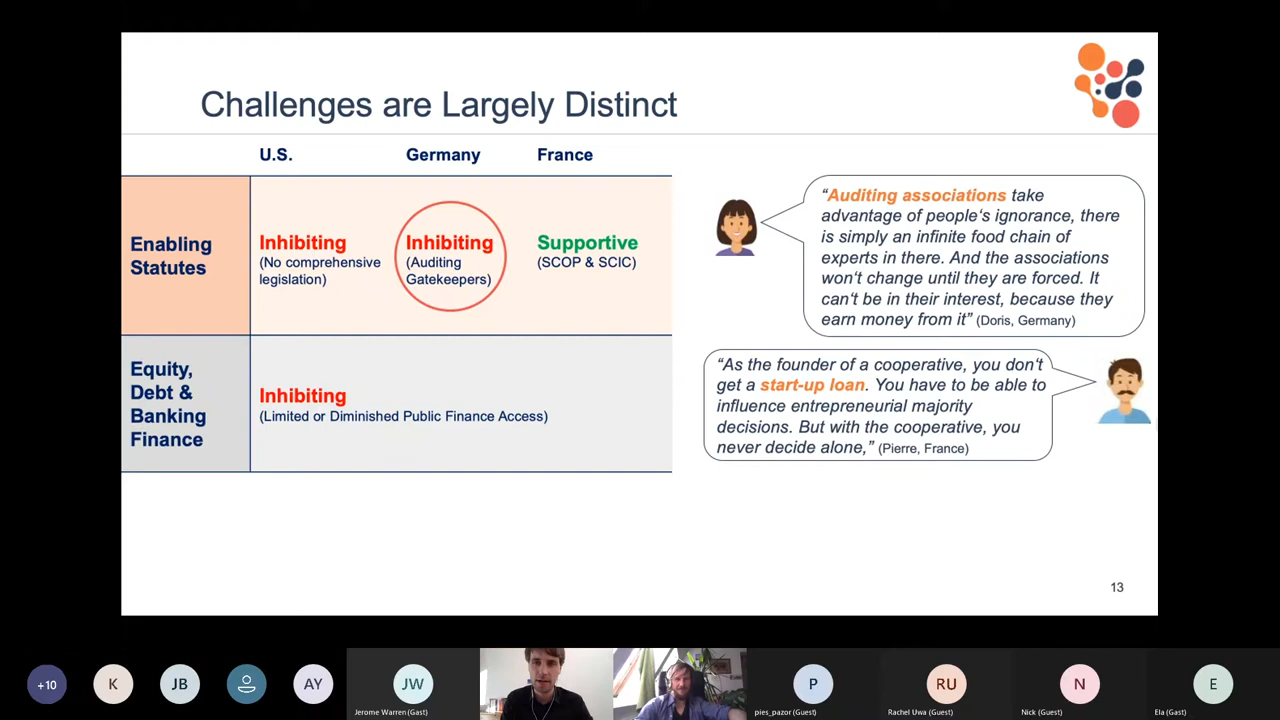 Challenges are Largely Distinct
U.S.
Germany
France
Enabling
Statutes
Inhibiting
(No comprehensive
legislation)
Inhibiting
(Auditing
Gatekeepers)
Supportive
(SCOP & SCIC)
Equity,
Debt &
Banking
Finance
Inhibiting
(Limited or Diminished Public Finance Access)
“Auditing associations take
advantage of people‘s ignorance, there
is simply an infinite food chain of
experts in there. And the associations
won‘t change until they are forced. It
can‘t be in their interest, because they
earn money from it” (Doris, Germany)
“As the founder of a cooperative, you don‘t
get a start-up loan. You have to be able to
influence entrepreneurial majority
decisions. But with the cooperative, you
never decide alone,” (Pierre, France)
13
+10
K
JB
AY
JW
Jerome Warren (Gast)
P
pies_pazor (Guest)
RU
Rachel Uwa (Guest)
N
Nick (Guest)
E
Ela (Gast)